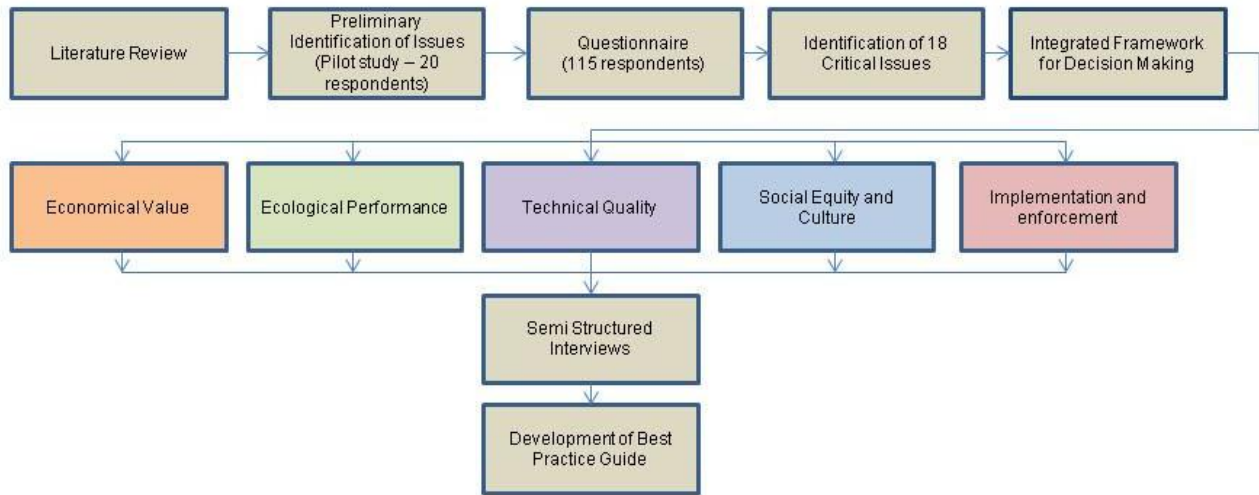 Literature Review
Preliminary
Identification of Issues
(Pilot study – 20
respondents)
Questionnaire
(115 respondents)
Identification of 18
Critical Issues
Integrated Framework
for Decision Making
Economical Value
Ecological Performance
Technical Quality
Social Equity and
Culture
Implementation and
enforcement
Semi Structured
Interviews
Development of Best
Practice Guide